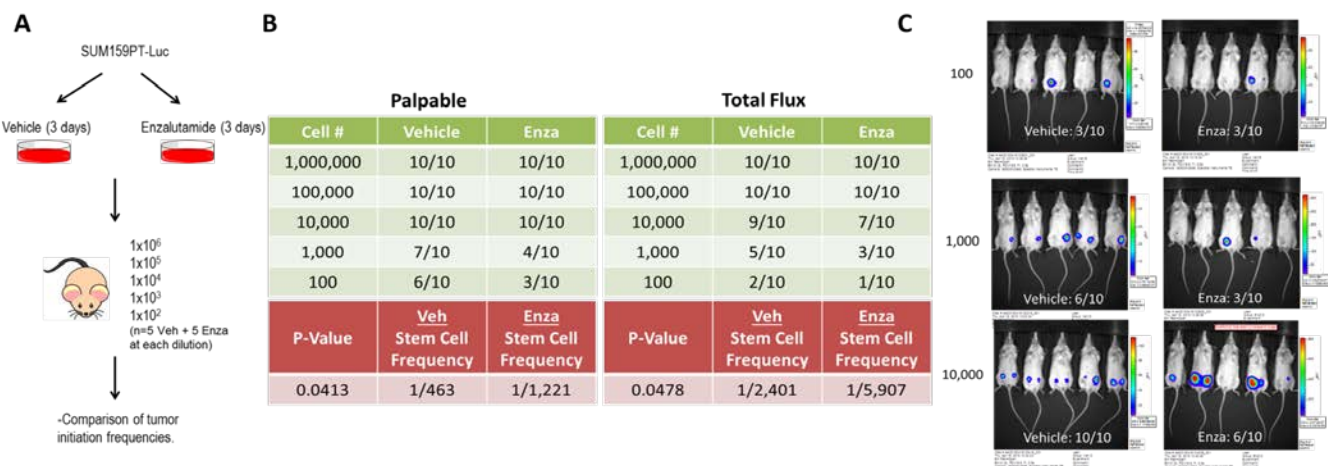 A
SUM159PT-Luc
Vehicle (3 days)
Enzalutamide (3 days)
1x10⁶
1x10⁵
1x10⁴
1x10³
1x10²
(n=5 Veh + 5 Enza
at each dilution)
-Comparison of tumor
initiation frequencies.
B
Palpable
Cell # Vehicle Enza
1,000,000 10/10 10/10
100,000 10/10 10/10
10,000 10/10 10/10
1,000 7/10 4/10
100 6/10 3/10
P-Value Veh Stem Cell Frequency Enza Stem Cell Frequency
0.0413 1/463 1/1,221
Total Flux
Cell # Vehicle Enza
1,000,000 10/10 10/10
100,000 10/10 10/10
10,000 9/10 7/10
1,000 5/10 3/10
100 2/10 1/10
P-Value Veh Stem Cell Frequency Enza Stem Cell Frequency
0.0478 1/2,401 1/5,907
C
100
Vehicle: 3/10
Enza: 3/10
1,000
Vehicle: 6/10
Enza: 3/10
10,000
Vehicle: 10/10
Enza: 6/10